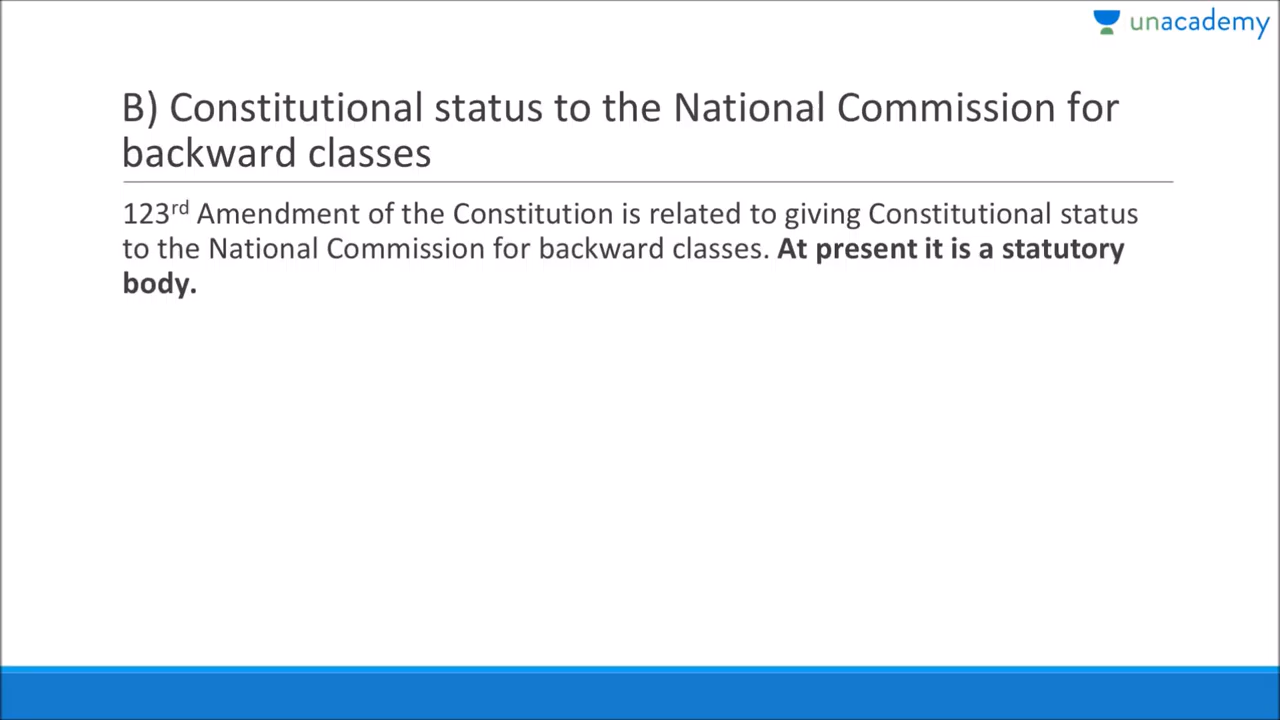 unacademy
B) Constitutional status to the National Commission for
backward classes
123rd Amendment of the Constitution is related to giving Constitutional status
to the National Commission for backward classes. At present it is a statutory
body.